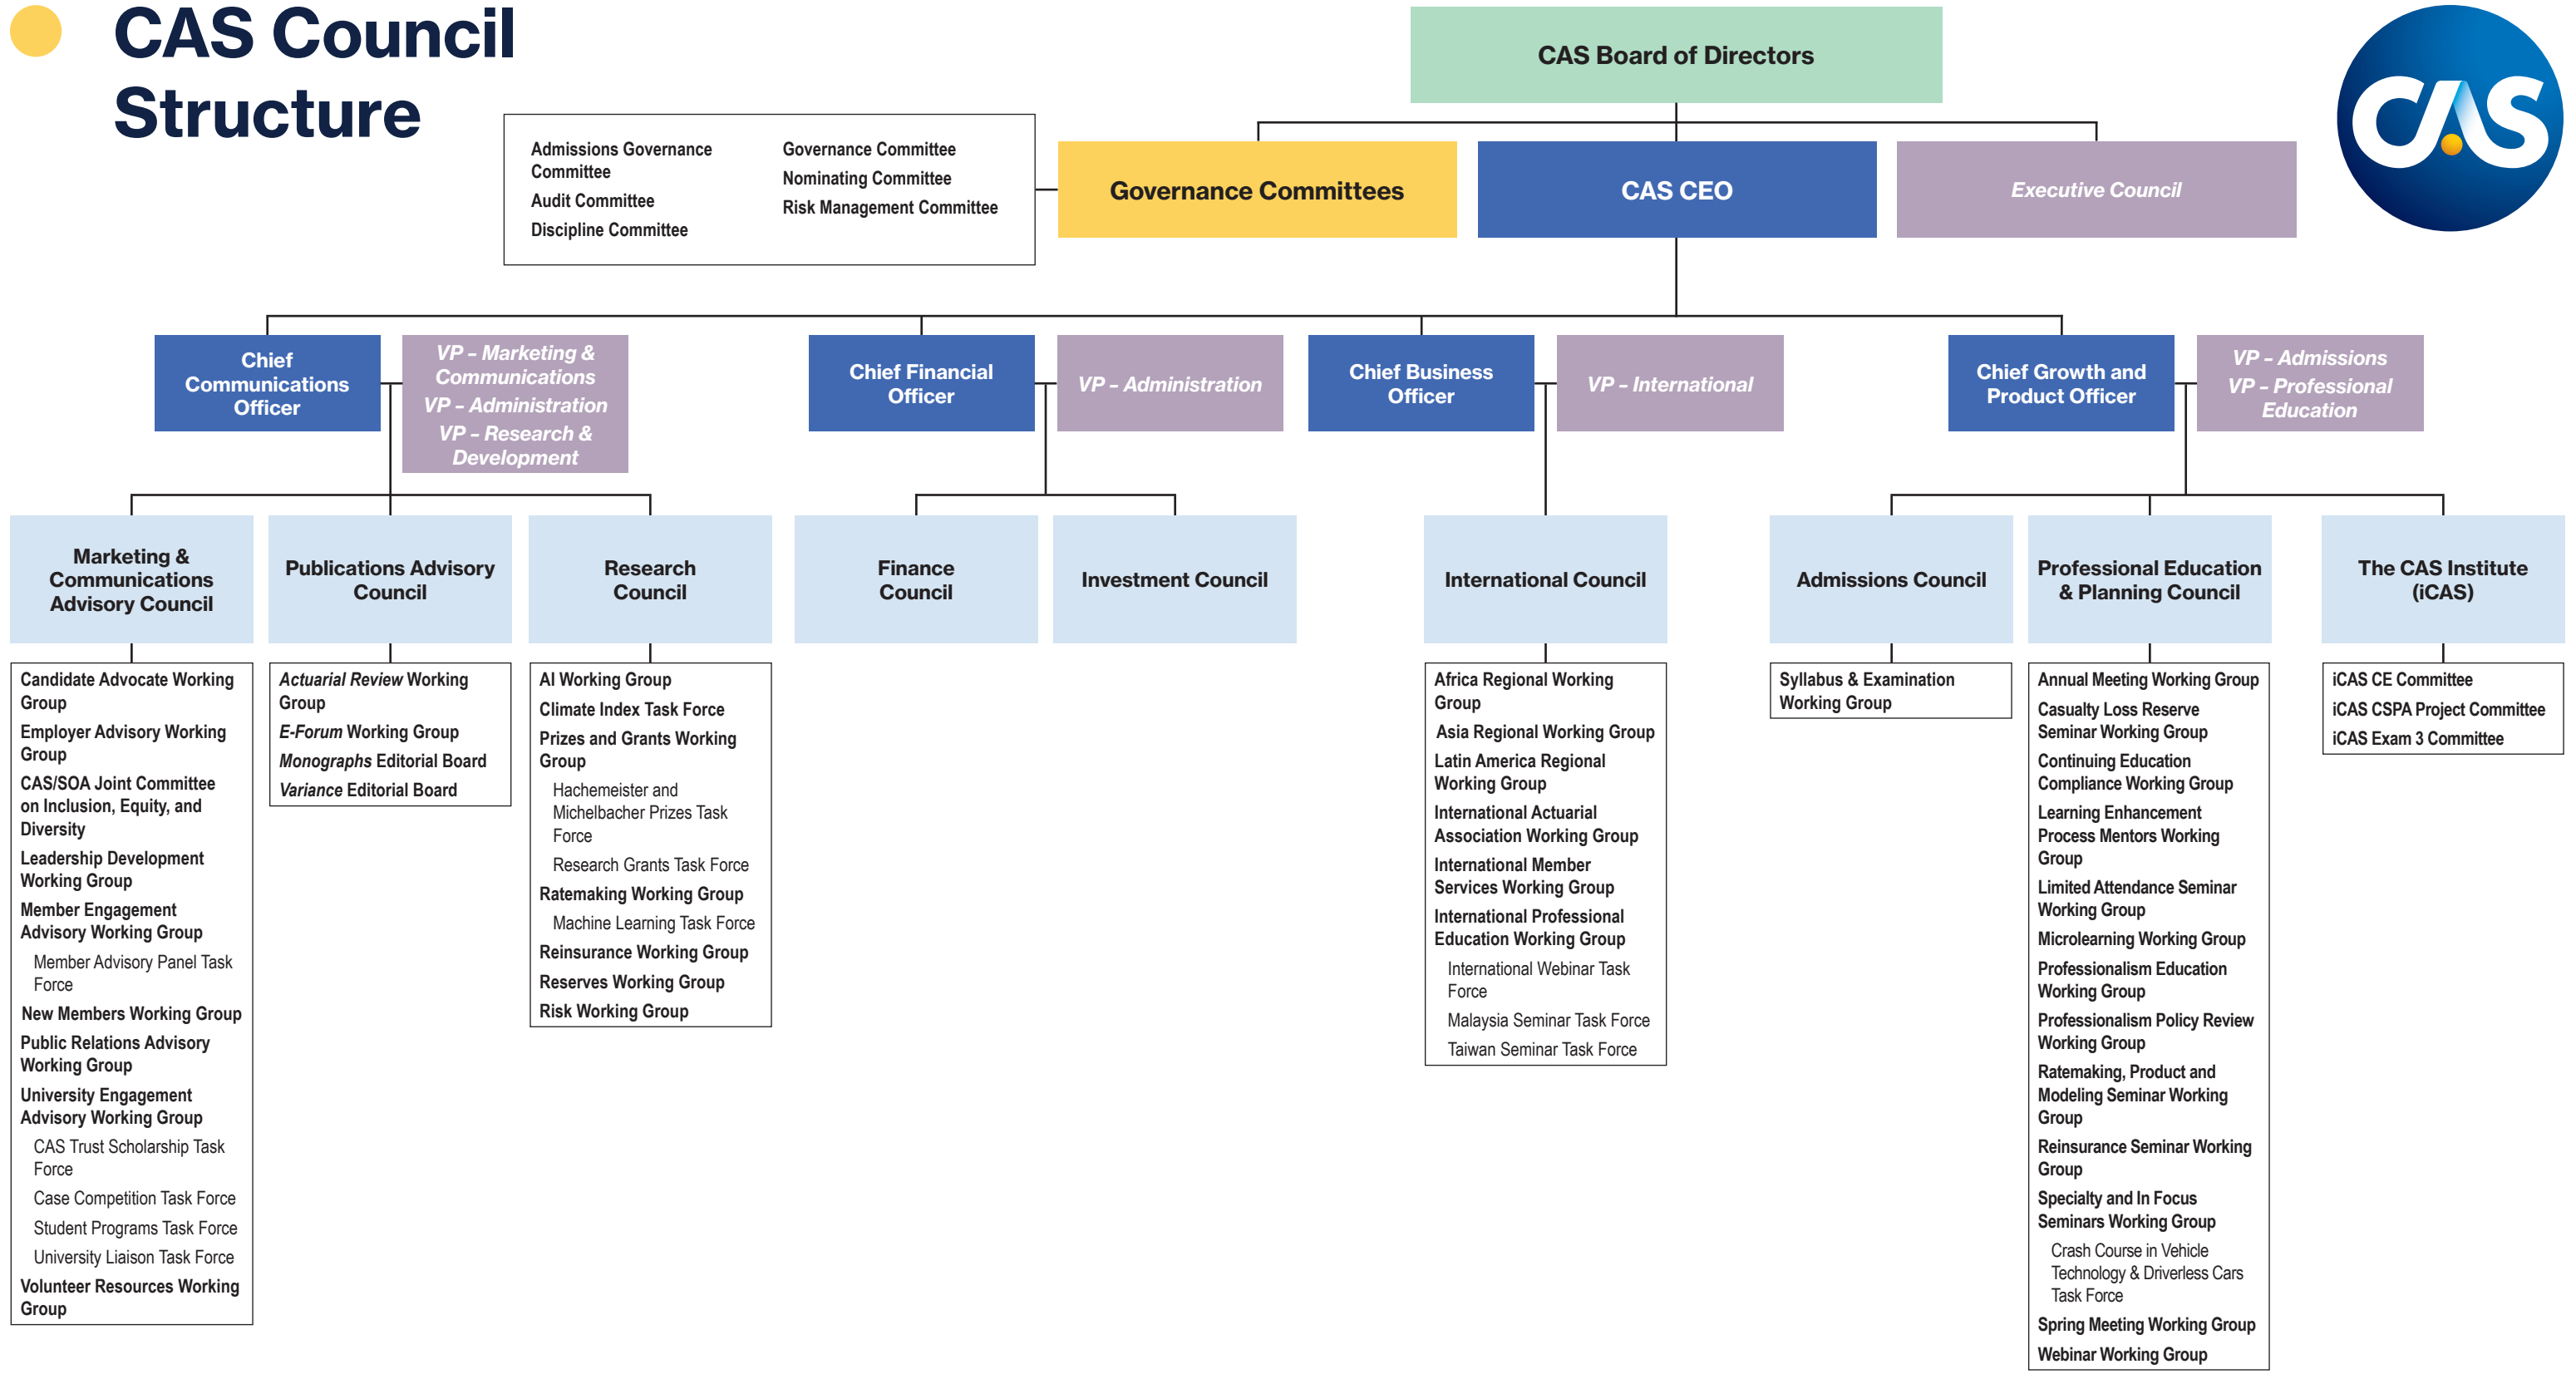 CAS Council
Structure
CAS Board of Directors
CAS
Admissions Governance
Committee
Audit Committee
Discipline Committee
Governance Committee
Nominating Committee
Risk Management Committee
Governance Committees
CAS CEO
Executive Council
Chief
Communications
Officer
VP – Marketing &
Communications
VP – Administration
VP – Research &
Development
Chief Financial
Officer
VP – Administration
Chief Business
Officer
VP – International
Chief Growth and
Product Officer
VP – Admissions
VP – Professional
Education
Marketing &
Communications
Advisory Council
Publications Advisory
Council
Research
Council
Finance
Council
Investment Council
International Council
Admissions Council
Professional Education
& Planning Council
The CAS Institute
(iCAS)
Candidate Advocate Working
Group
Employer Advisory Working
Group
CAS/SOA Joint Committee
on Inclusion, Equity, and
Diversity
Leadership Development
Working Group
Member Engagement
Advisory Working Group
Member Advisory Panel Task
Force
New Members Working Group
Public Relations Advisory
Working Group
University Engagement
Advisory Working Group
CAS Trust Scholarship Task
Force
Case Competition Task Force
Student Programs Task Force
University Liaison Task Force
Volunteer Resources Working
Group
Actuarial Review Working
Group
E-Forum Working Group
Monographs Editorial Board
Variance Editorial Board
AI Working Group
Climate Index Task Force
Prizes and Grants Working
Group
Hachemeister and
Michelbacher Prizes Task
Force
Research Grants Task Force
Ratemaking Working Group
Machine Learning Task Force
Reinsurance Working Group
Reserves Working Group
Risk Working Group
Africa Regional Working
Group
Asia Regional Working Group
Latin America Regional
Working Group
International Actuarial
Association Working Group
International Member
Services Working Group
International Professional
Education Working Group
International Webinar Task
Force
Malaysia Seminar Task Force
Taiwan Seminar Task Force
Syllabus & Examination
Working Group
Annual Meeting Working Group
Casualty Loss Reserve
Seminar Working Group
Continuing Education
Compliance Working Group
Learning Enhancement
Process Mentors Working
Group
Limited Attendance Seminar
Working Group
Microlearning Working Group
Professionalism Education
Working Group
Professionalism Policy Review
Working Group
Ratemaking, Product and
Modeling Seminar Working
Group
Reinsurance Seminar Working
Group
Specialty and In Focus
Seminars Working Group
Crash Course in Vehicle
Technology & Driverless Cars
Task Force
Spring Meeting Working Group
Webinar Working Group
iCAS CE Committee
iCAS CSPA Project Committee
iCAS Exam 3 Committee